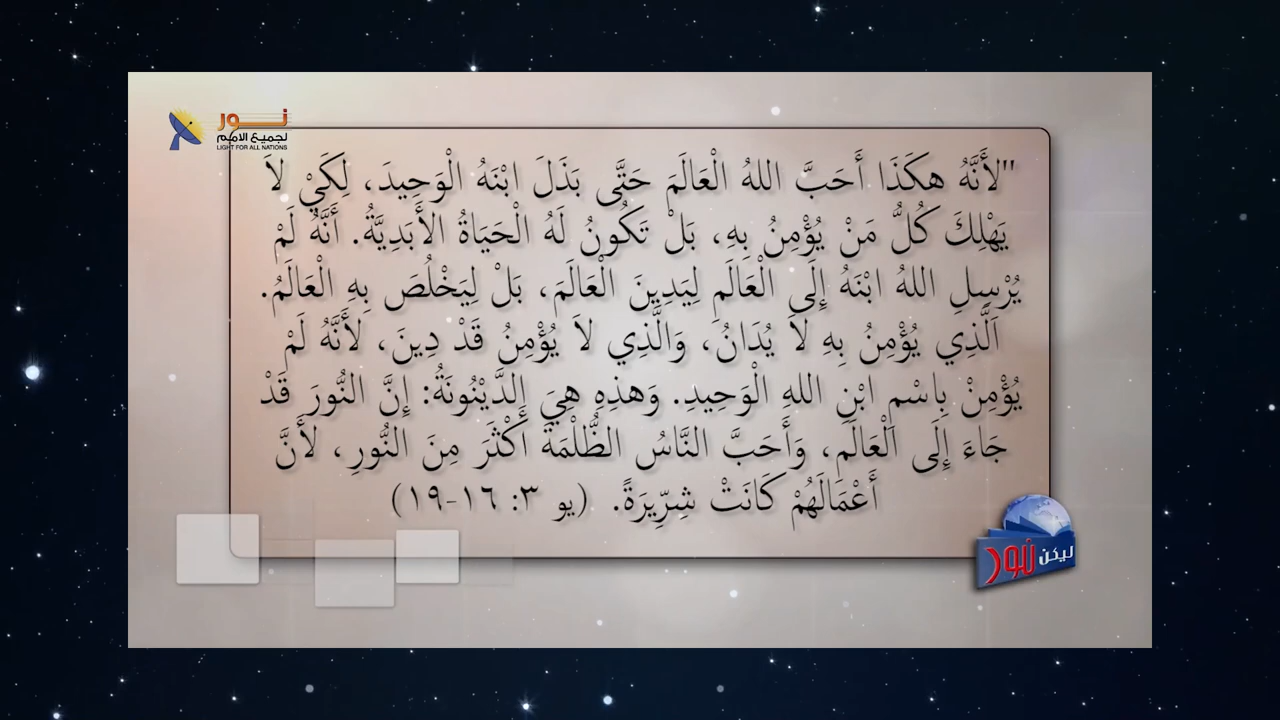 نور
لجميع الامم
LIGHT FOR ALL NATIONS
"لأَنَّهُ هكَذَا أَحَبَّ اللهُ الْعَالَمَ حَتَّى بَذَلَ ابْنَهُ الْوَحِيدَ، لِكَيْ لاَ
يَهْلِكَ كُلُّ مَنْ يُؤْمِنُ بِهِ، بَلْ تَكُونُ لَهُ الْحَيَاةُ الأَبَدِيَّةُ. أَنَّهُ لَمْ
يُرْسِلِ اللهُ ابْنَهُ إِلَى الْعَالَمِ لِيَدِينَ الْعَالَمَ، بَلْ لِيَخْلُصَ بِهِ الْعَالَمُ.
اَلَّذِي يُؤْمِنُ بِهِ لاَ يُدَانُ، وَالَّذِي لاَ يُؤْمِنُ قَدْ دِينَ، لأَنَّهُ لَمْ
يُؤْمِنْ بِاسْمِ ابْنِ اللهِ الْوَحِيدِ. وَهذِهِ هِيَ الدَّيْنُونَةُ: إِنَّ النُّورَ قَدْ
جَاءَ إِلَى الْعَالَمِ، وَأَحَبَّ النَّاسُ الظُّلْمَةَ أَكْثَرَ مِنَ النُّورِ، لأَنَّ
أَعْمَالَهُمْ كَانَتْ شِرِّيرَةً. (يو ٣: ١٦-١٩)
ليكن نور